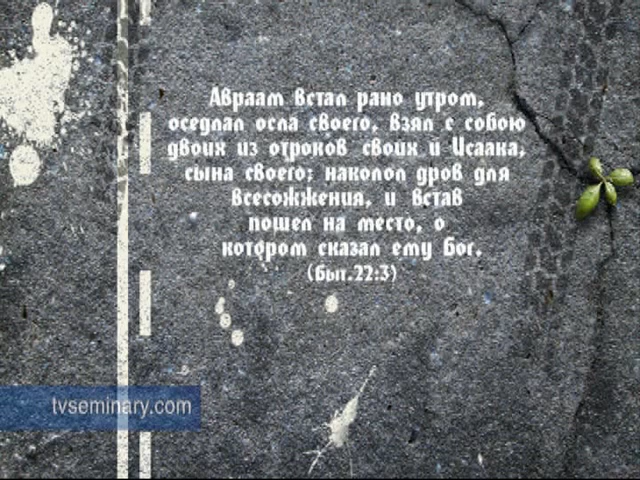 Авраам встал рано утром,
оседлал осла своего, взял с собою
двоих из отроков своих и Исаака,
сына своего; наколол дров для
всесожжения, и встав
пошел на место, о
котором сказал ему Бог.
(Быт.22:3)
tvseminary.com